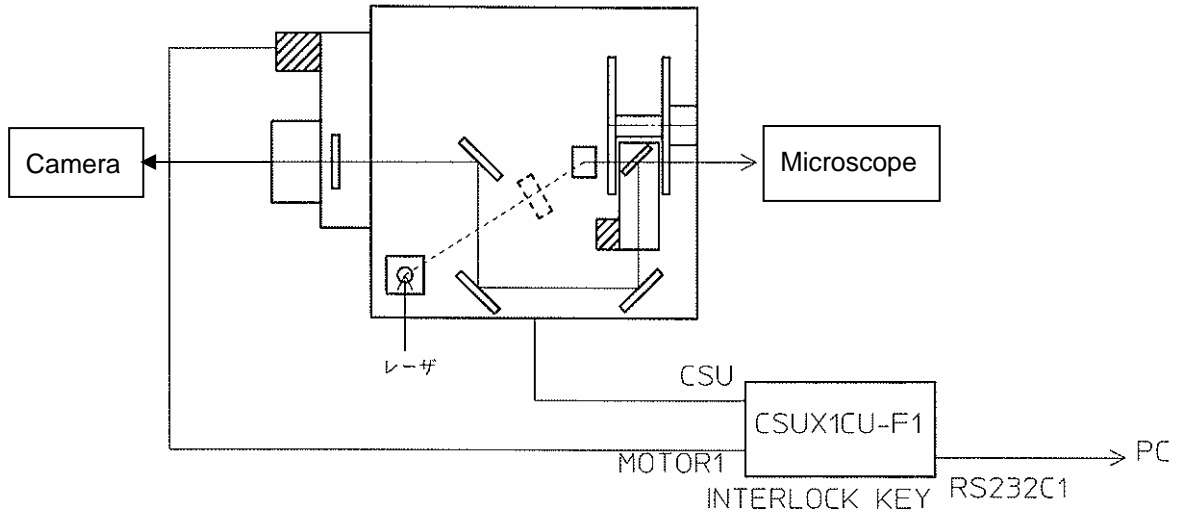 Camera
Microscope
レーザ
CSU
CSUX1CU-F1
MOTOR1
PC
RS232C1
INTERLOCK KEY